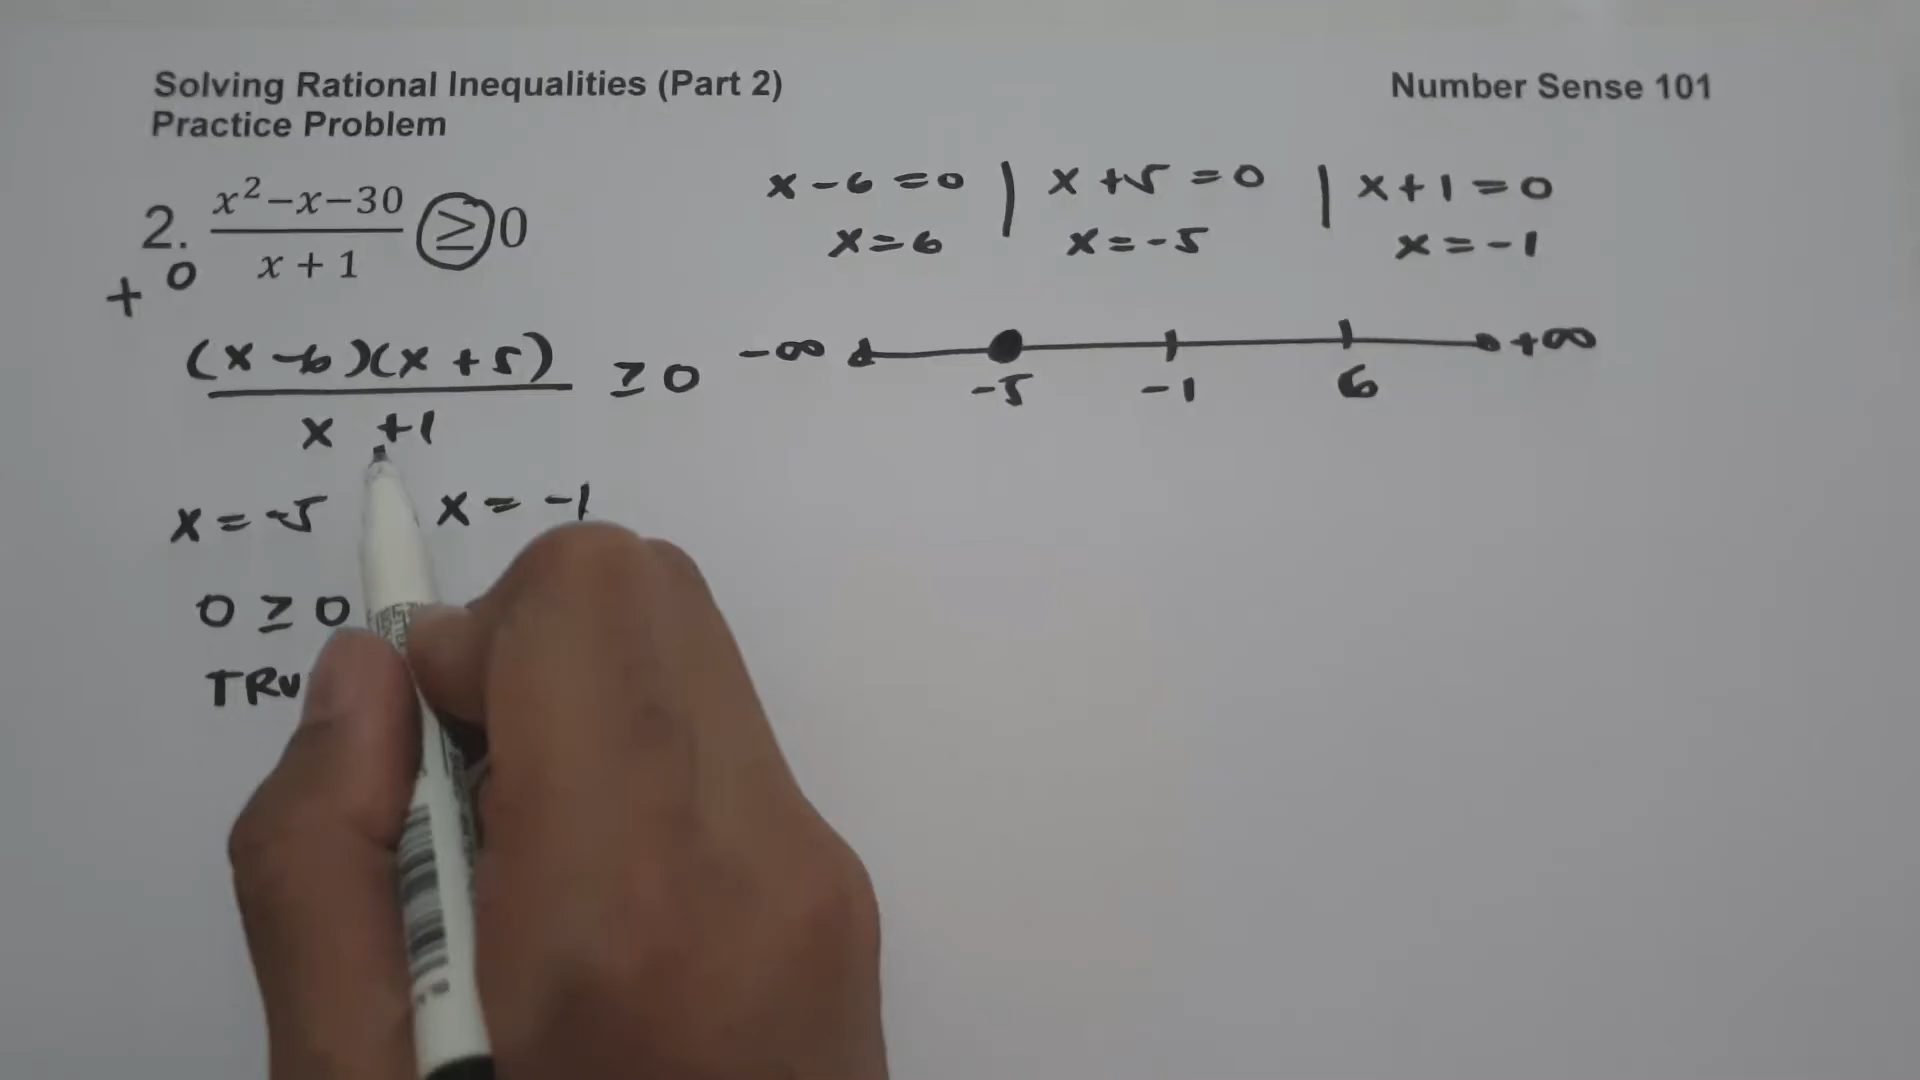 Solving Rational Inequalities (Part 2)
Number Sense 101
Practice Problem
2. x²−x−30 / x + 1 ≥ 0
+ 0
x - 6 = 0 | x + 5 = 0 | x + 1 = 0
x = 6 x = -5 x = -1
(x - 6)(x + 5) / x + 1 ≥ 0
-∞ +∞
-5 -1 6
x = -5 x = -1
0 ≥ 0
TRU